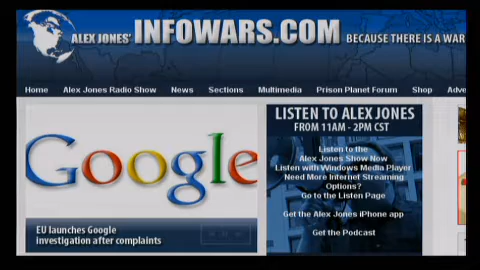 ALEX JONES' INFOWARS.COM BECAUSE THERE IS A WAR
Home Alex Jones Radio Show News Sections Multimedia Prison Planet Forum Shop Adve
Google
EU launches Google
investigation after complaints
LISTEN TO ALEX JONES
FROM 11AM - 2PM CST
Listen to the
Alex Jones Show Now
Listen with Windows Media Player
Need More Internet Streaming
Options?
Go to the Listen Page
Get the Alex Jones iPhone app
Get the Podcast